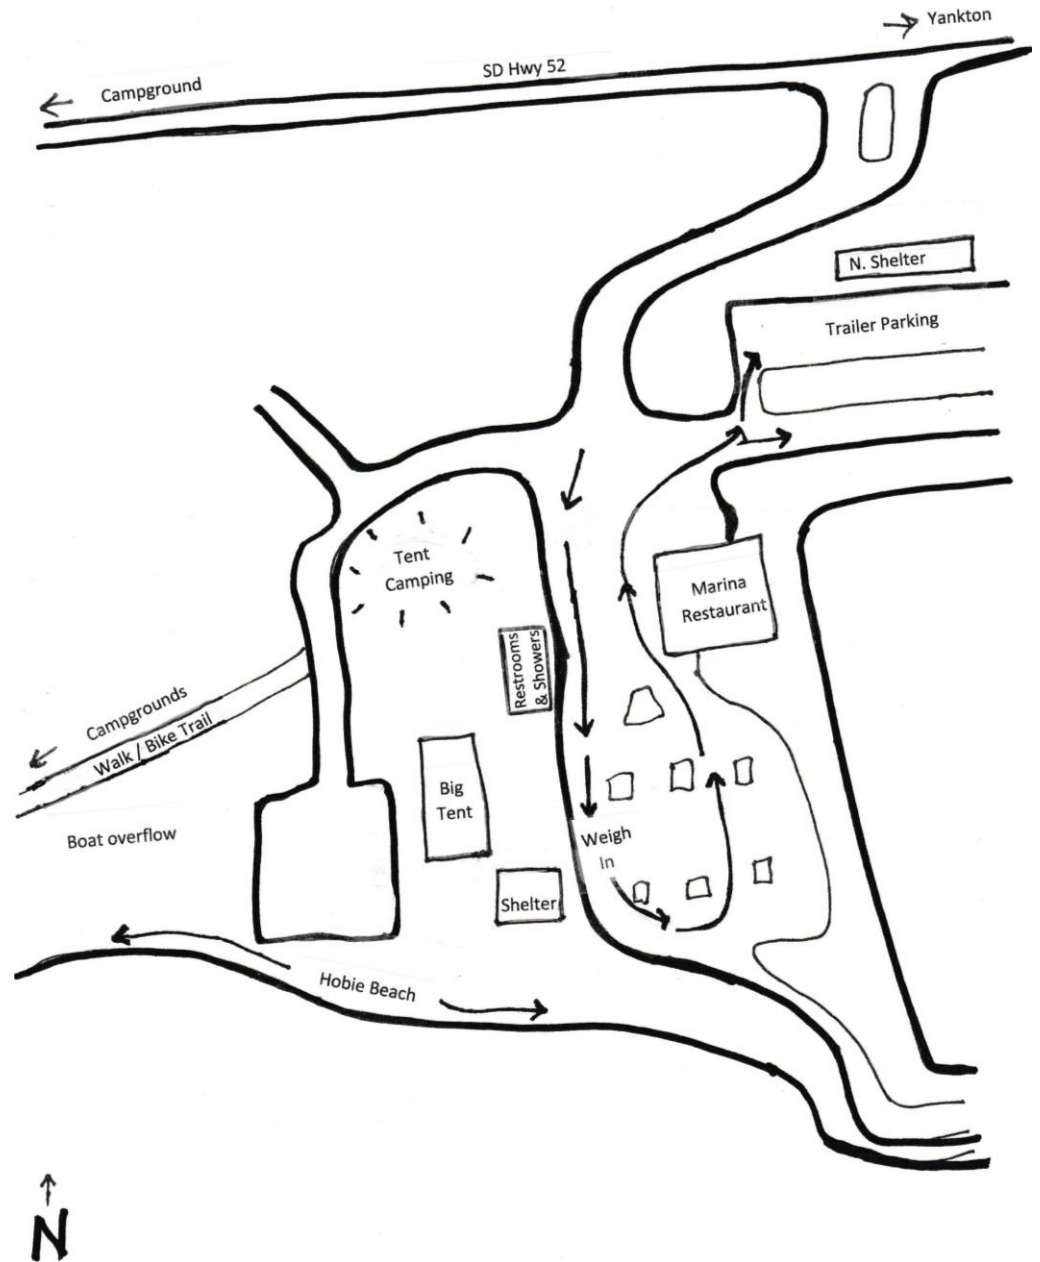 Yankton
SD Hwy 52
Campground
N. Shelter
Trailer Parking
Tent
Camping
Marina
Restaurant
Restrooms
& Showers
Campgrounds
Walk / Bike Trail
Big
Tent
Boat overflow
Weigh
In
Shelter
Hobie Beach
N